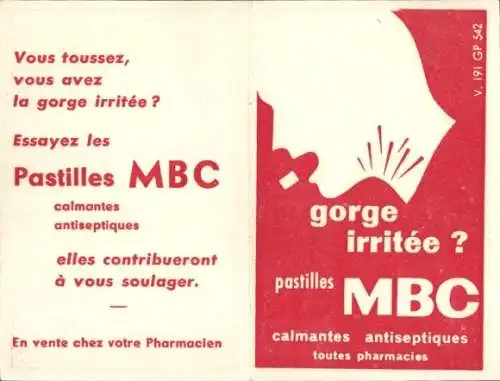 Vous toussez,
vous avez
la gorge irritée ?
Essayez les
Pastilles MBC
calmantes
antiseptiques
elles contribueront
à vous soulager.
En vente chez votre Pharmacien
V. 191 GP 542
gorge
irritée ?
pastilles MBC
calmantes antiseptiques
toutes pharmacies